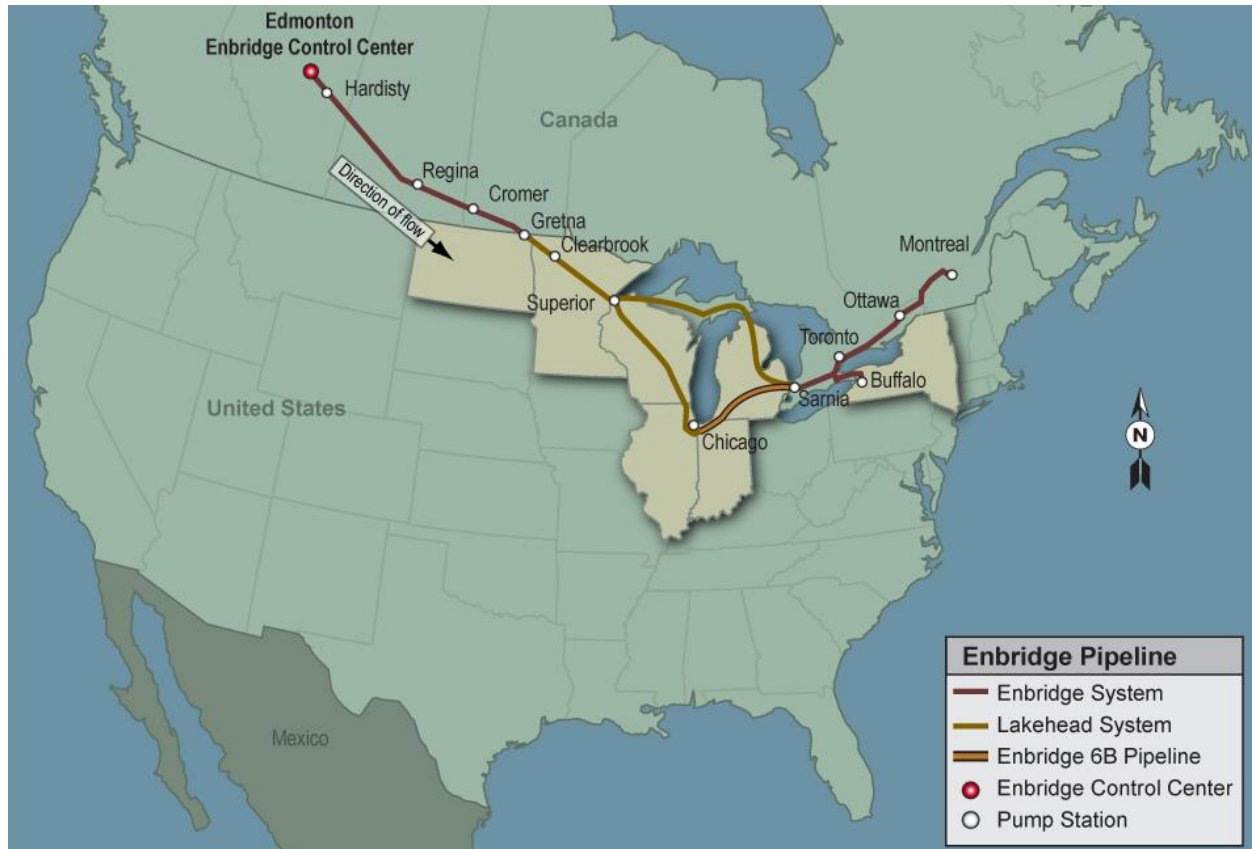 Edmonton
Enbridge Control Center
Hardisty
Canada
Regina
Direction of flow
Cromer
Gretna
Clearbrook
Montreal
Superior
Ottawa
Toronto
Buffalo
Sarnia
United States
Chicago
N
Mexico
Enbridge Pipeline
Enbridge System
Lakehead System
Enbridge 6B Pipeline
Enbridge Control Center
Pump Station